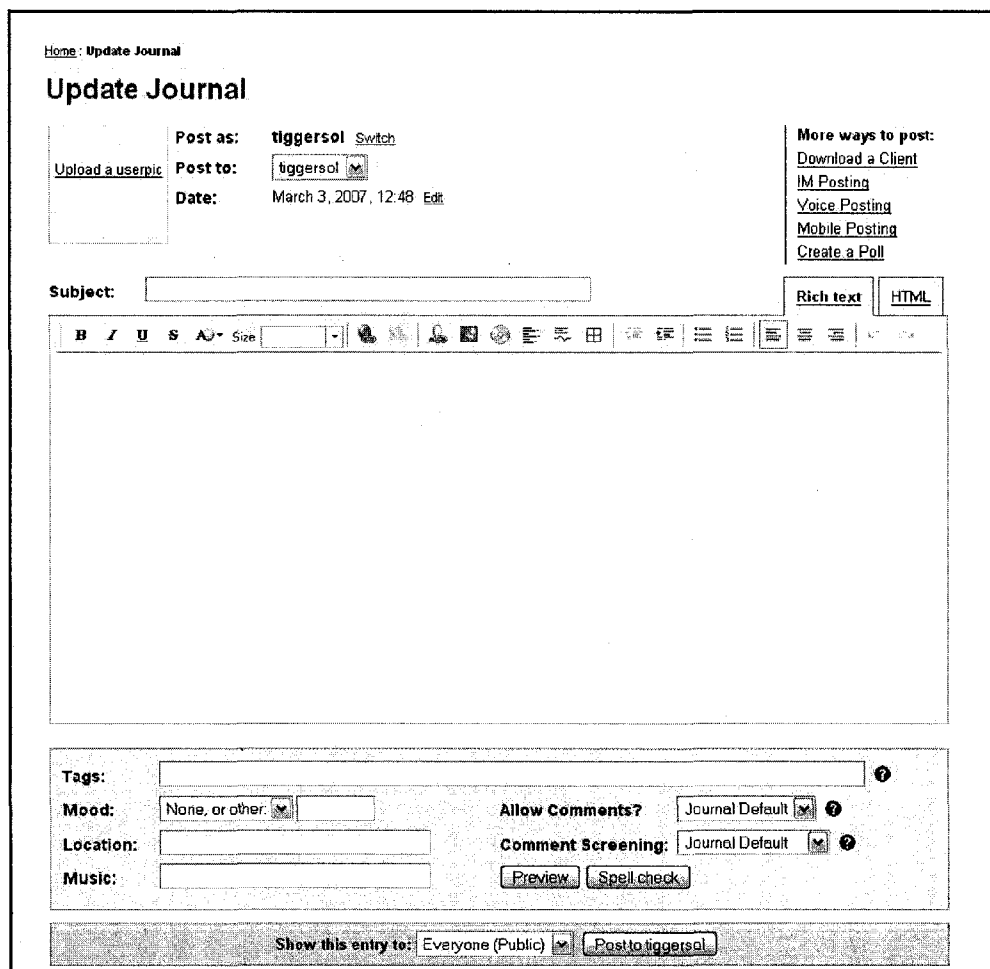 Home : Update Journal
Update Journal
Upload a userpic
Post as: tiggersol Switch
Post to: tiggersol
Date: March 3, 2007, 12:48 Edit
More ways to post:
Download a Client
IM Posting
Voice Posting
Mobile Posting
Create a Poll
Subject:
Rich text HTML
B I U S A Size
Tags: ?
Mood: None, or other: Allow Comments? Journal Default ?
Location: Comment Screening: Journal Default ?
Music: Preview Spell check
Show this entry to: Everyone (Public) Post to tiggersol